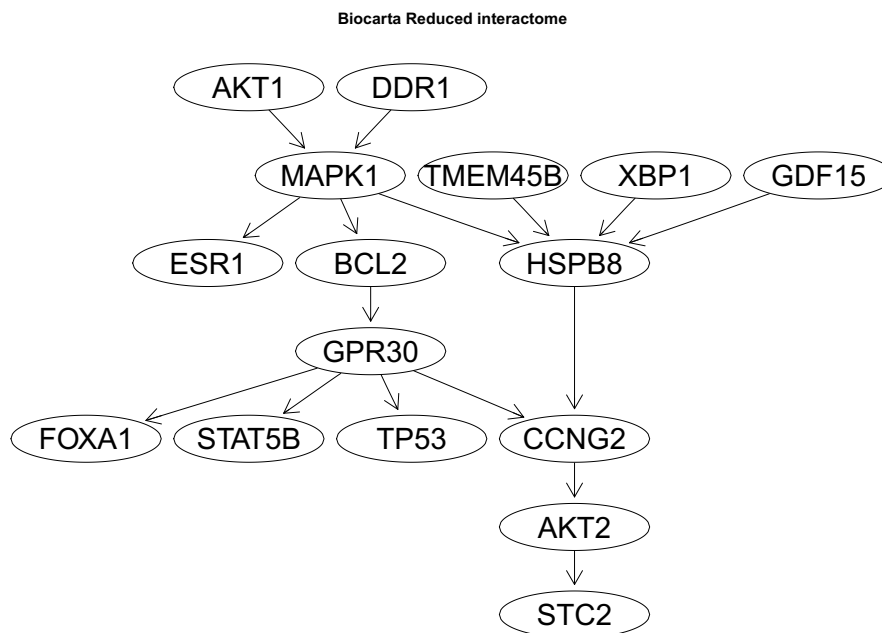 Biocarta Reduced interactome
AKT1 DDR1
MAPK1 TMEM45B XBP1 GDF15
ESR1 BCL2 HSPB8
GPR30
FOXA1 STAT5B TP53 CCNG2
AKT2
STC2